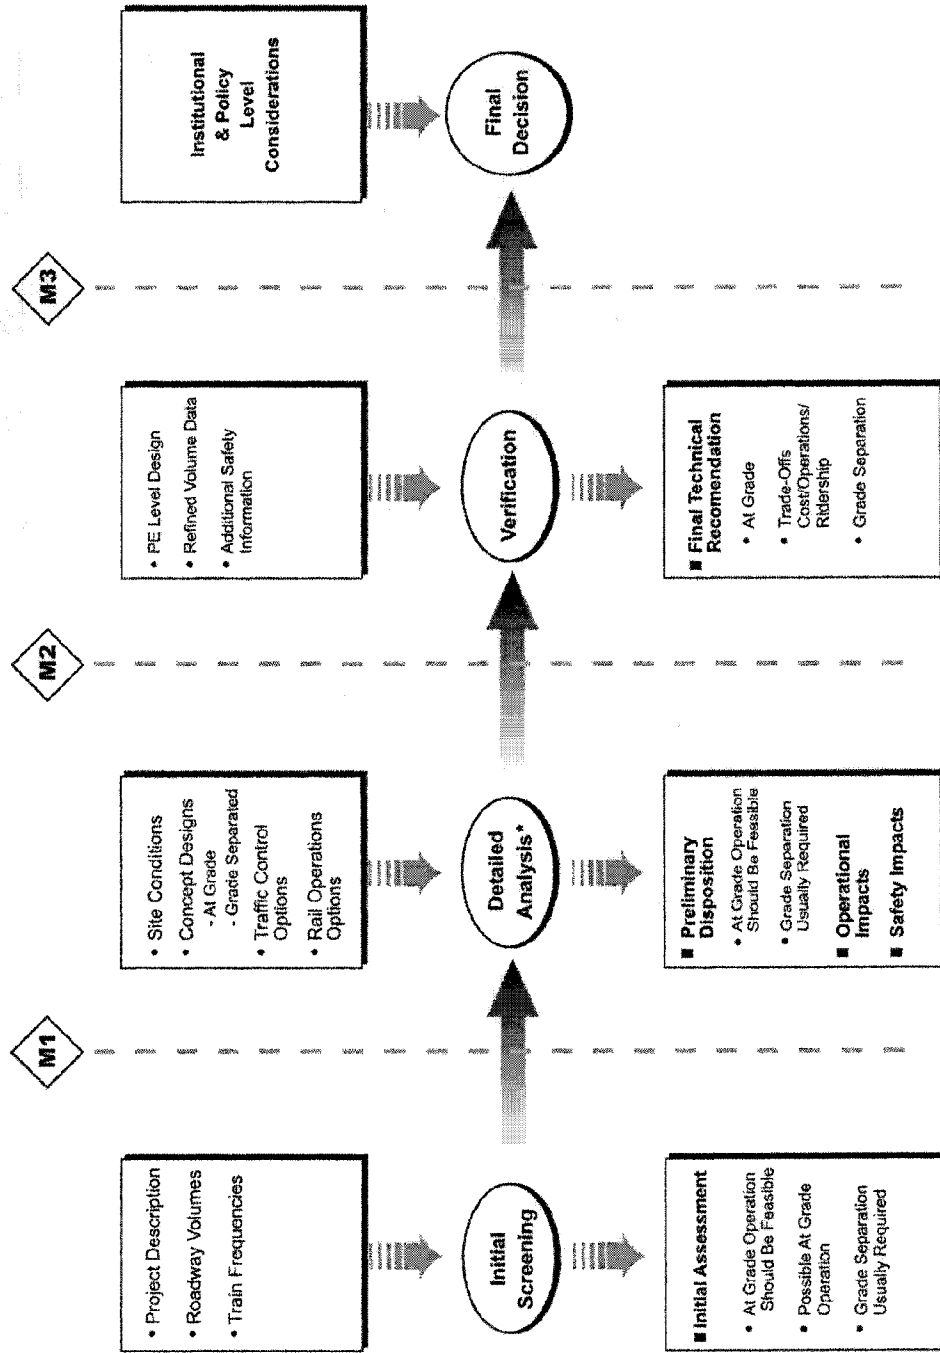 M1
M2
M3
• Project Description
• Roadway Volumes
• Train Frequencies
• Site Conditions
• Concept Designs
- At Grade
- Grade Separated
• Traffic Control
Options
• Rail Operations
Options
• PE Level Design
• Refined Volume Data
• Additional Safety
Information
Institutional
& Policy
Level
Considerations
Initial
Screening
Detailed
Analysis*
Verification
Final
Decision
■ Initial Assessment
• At Grade Operation
Should Be Feasible
• Possible At Grade
Operation
• Grade Separation
Usually Required
■ Preliminary
Disposition
• At Grade Operation
Should Be Feasible
• Grade Separation
Usually Required
■ Operational
Impacts
■ Safety Impacts
■ Final Technical
Recomendation
• At Grade
• Trade-Offs
Cost/Operations/
Ridership
• Grade Separation